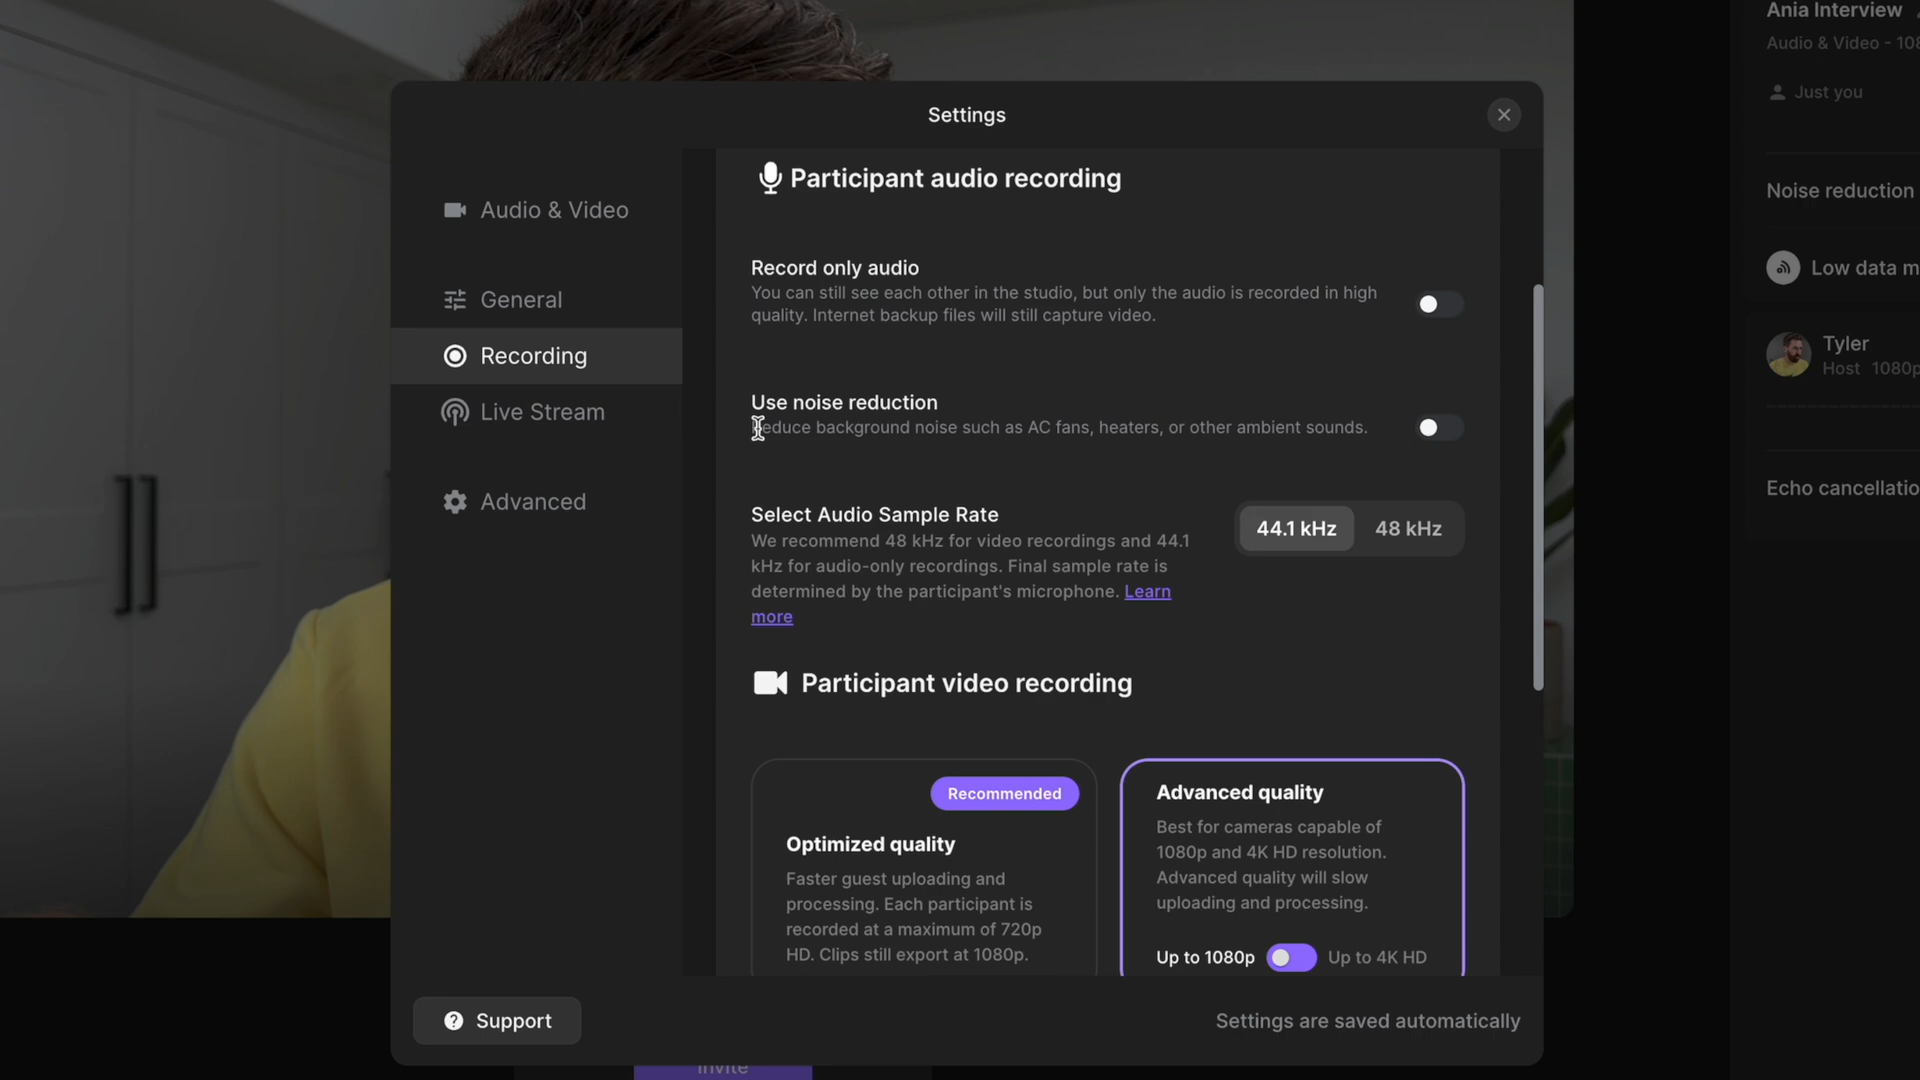 Ania Interview
Audio & Video - 108
Just you
Settings
Participant audio recording
Audio & Video
General
Recording
Live Stream
Advanced
Record only audio
You can still see each other in the studio, but only the audio is recorded in high
quality. Internet backup files will still capture video.
Use noise reduction
educe background noise such as AC fans, heaters, or other ambient sounds.
Select Audio Sample Rate
We recommend 48 kHz for video recordings and 44.1
kHz for audio-only recordings. Final sample rate is
determined by the participant's microphone. Learn
more
44.1 kHz 48 kHz
Participant video recording
Recommended
Optimized quality
Faster guest uploading and
processing. Each participant is
recorded at a maximum of 720p
HD. Clips still export at 1080p.
Advanced quality
Best for cameras capable of
1080p and 4K HD resolution.
Advanced quality will slow
uploading and processing.
Up to 1080p Up to 4K HD
Support
Settings are saved automatically
Invite
Noise reduction
Low data m
Tyler
Host 1080p
Echo cancellatio